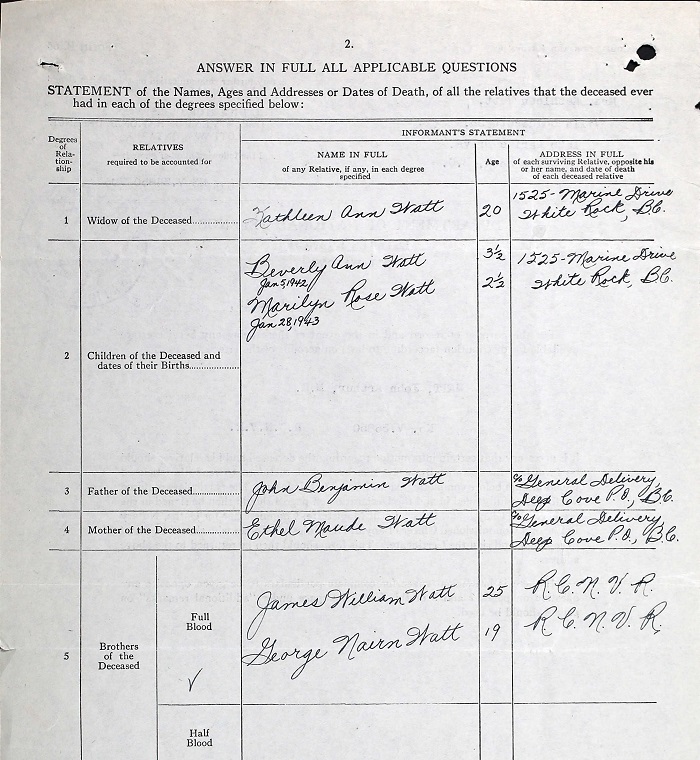 2.
ANSWER IN FULL ALL APPLICABLE QUESTIONS
STATEMENT of the Names, Ages and Addresses or Dates of Death, of all the relatives that the deceased ever
had in each of the degrees specified below:
Degrees of Rela-tion-ship
RELATIVES
required to be accounted for
INFORMANT'S STATEMENT
NAME IN FULL
of any Relative, if any, in each degree
specified
Age
ADDRESS IN FULL
of each surviving Relative, opposite his
or her name, and date of death
of each deceased relative
1 Widow of the Deceased.................. Kathleen Ann Watt 20 1525-Marine Drive
White Rock, B.C.
2 Children of the Deceased and
dates of their Births..................
Beverly Ann Watt 3½ 1525-Marine Drive
Jan 5, 1942
White Rock, B.C.
Marilyn Rose Watt 2½
Jan 28, 1943
3 Father of the Deceased.................. John Benjamin Watt c/o General Delivery,
Deep Cove P.O., B.C.
4 Mother of the Deceased.................. Ethel Maude Watt c/o General Delivery,
Deep Cove P.O., B.C.
5 Brothers
of the
Deceased
Full
Blood
✓
James William Watt 25 R.C.N.V.R.
George Nairn Watt 19 R.C.N.V.R.
Half
Blood